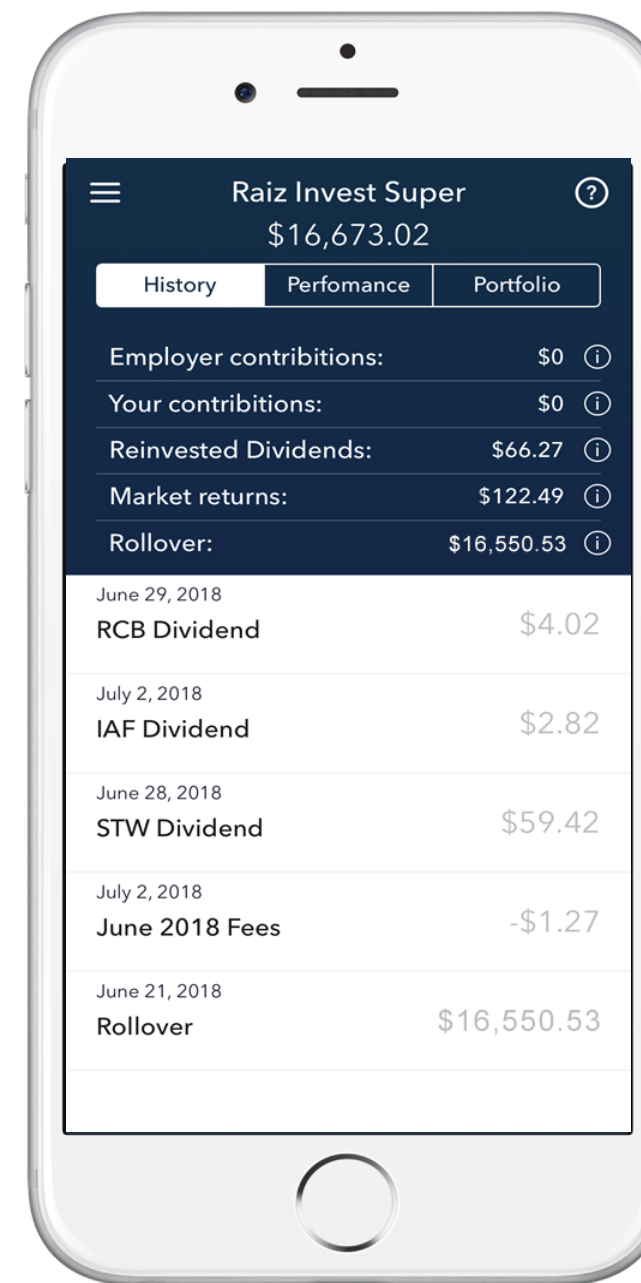 Raiz Invest Super
$16,673.02
History Perfomance Portfolio
Employer contribitions: $0
Your contribitions: $0
Reinvested Dividends: $66.27
Market returns: $122.49
Rollover: $16,550.53
June 29, 2018
RCB Dividend $4.02
July 2, 2018
IAF Dividend $2.82
June 28, 2018
STW Dividend $59.42
July 2, 2018
June 2018 Fees -$1.27
June 21, 2018
Rollover $16,550.53